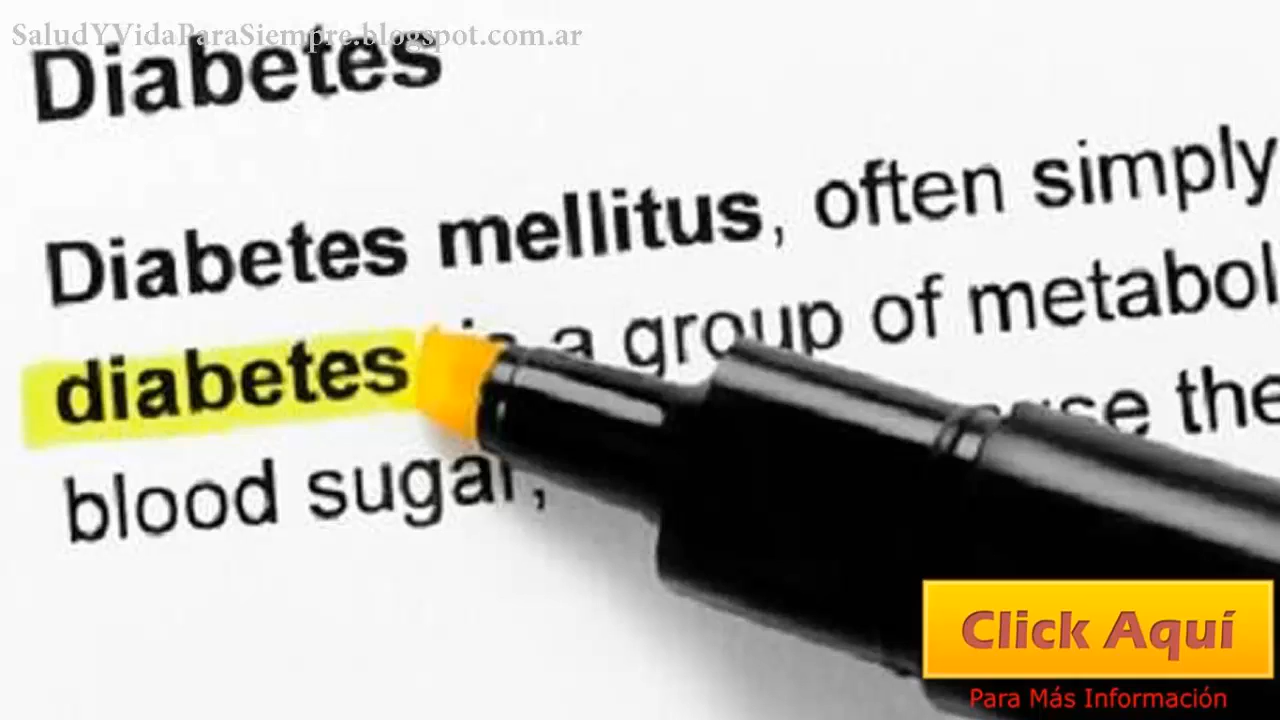 SaludYVidaParaSiempre.blogspot.com.ar
Diabetes
Diabetes mellitus, often simply
diabetes is a group of
the
blood sugar,
Click Aquí
Para Más Información